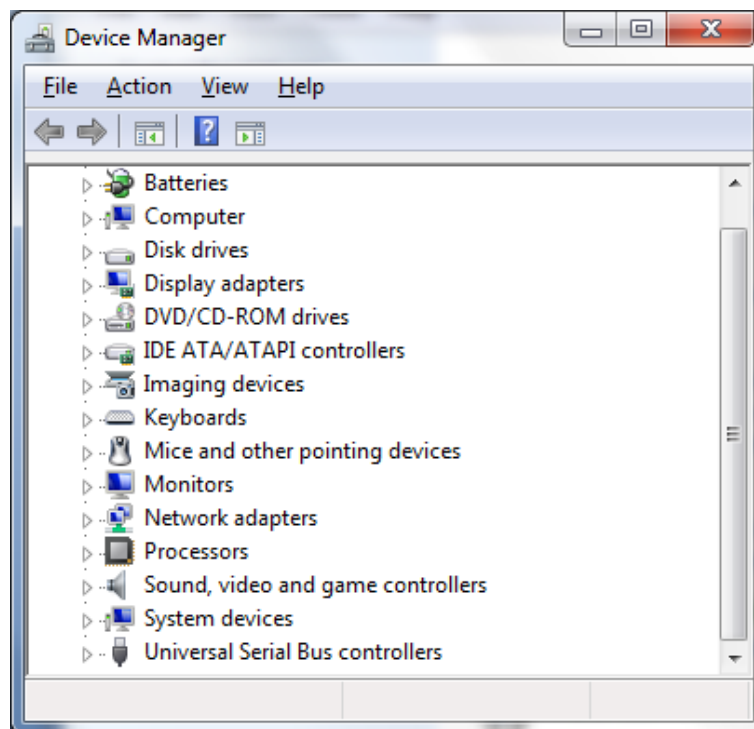 Device Manager
File Action View Help
Batteries
Computer
Disk drives
Display adapters
DVD/CD-ROM drives
IDE ATA/ATAPI controllers
Imaging devices
Keyboards
Mice and other pointing devices
Monitors
Network adapters
Processors
Sound, video and game controllers
System devices
Universal Serial Bus controllers